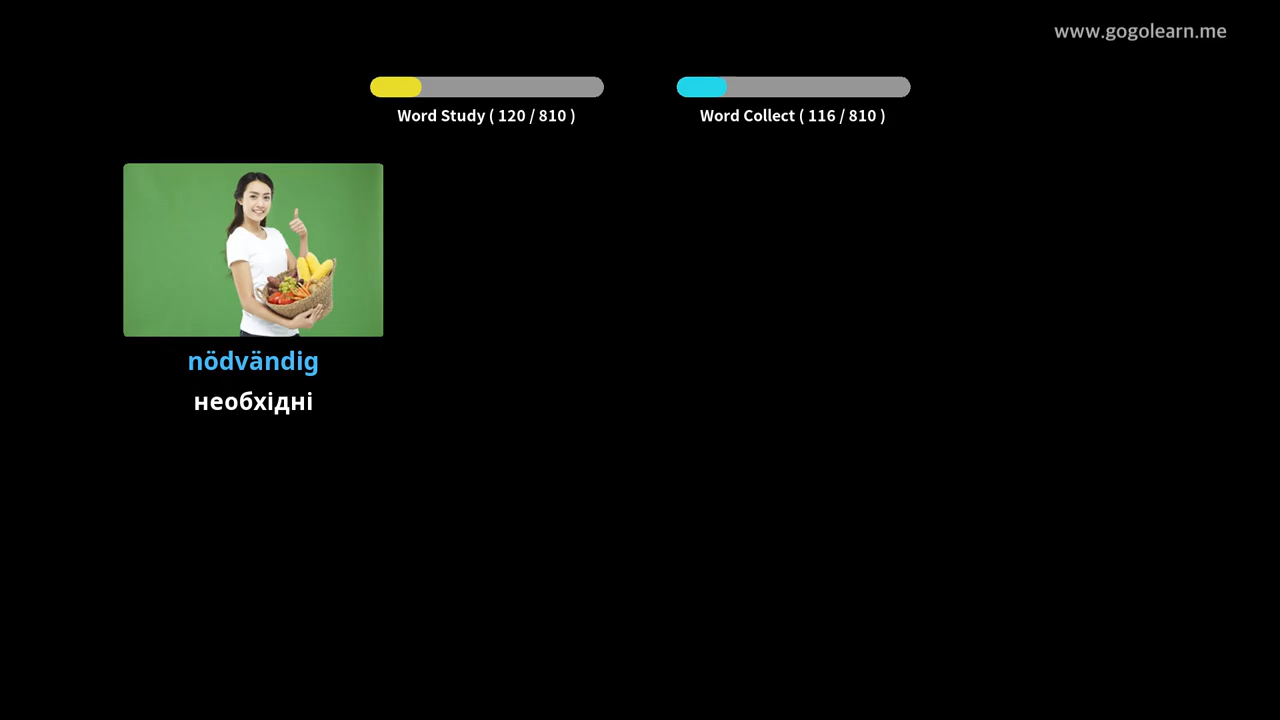 www.gogolearn.me
Word Study ( 120 / 810 )
Word Collect ( 116 / 810 )
nödvändig
необхідні